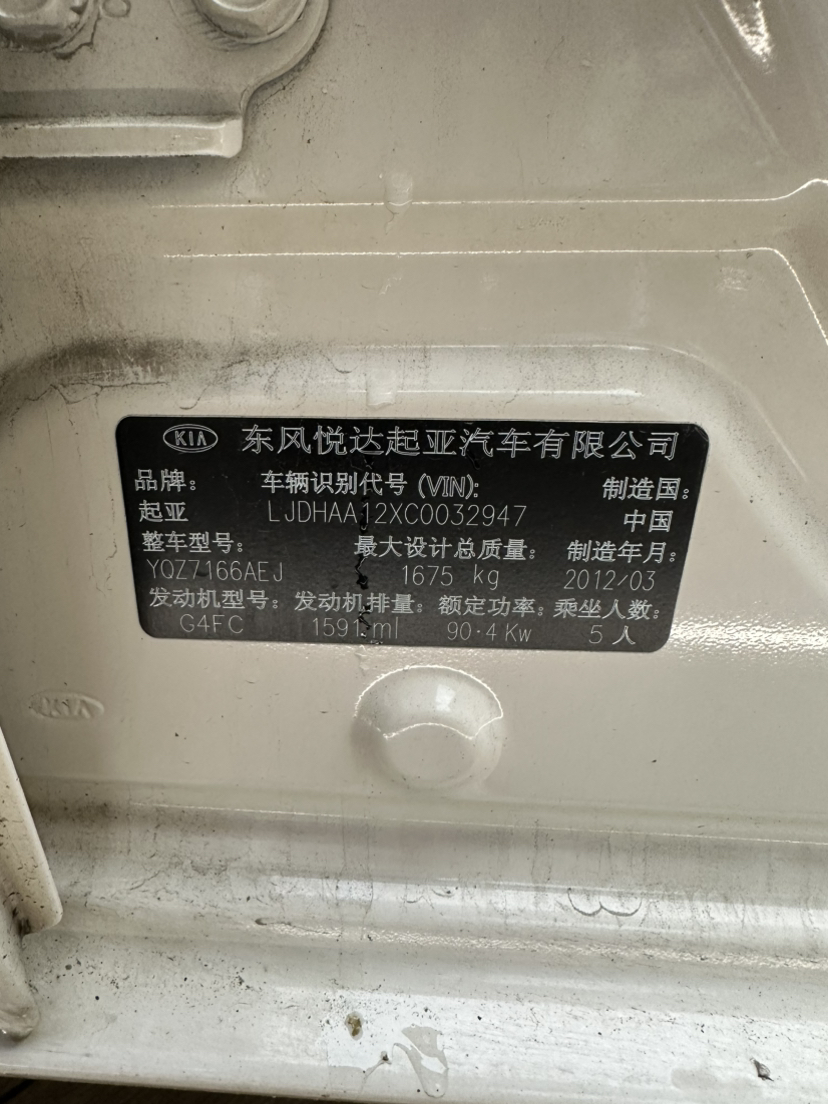 KIA 东风悦达起亚汽车有限公司
品牌: 车辆识别代号 (VIN): 制造国:
起亚 LJDHAA12XC0032947 中国
整车型号: 最大设计总质量: 制造年月:
YQZ7166AEJ 1675 kg 2012/03
发动机型号: 发动机排量: 额定功率: 乘坐人数:
G4FC 1591 ml 90·4 Kw 5 人
KIA